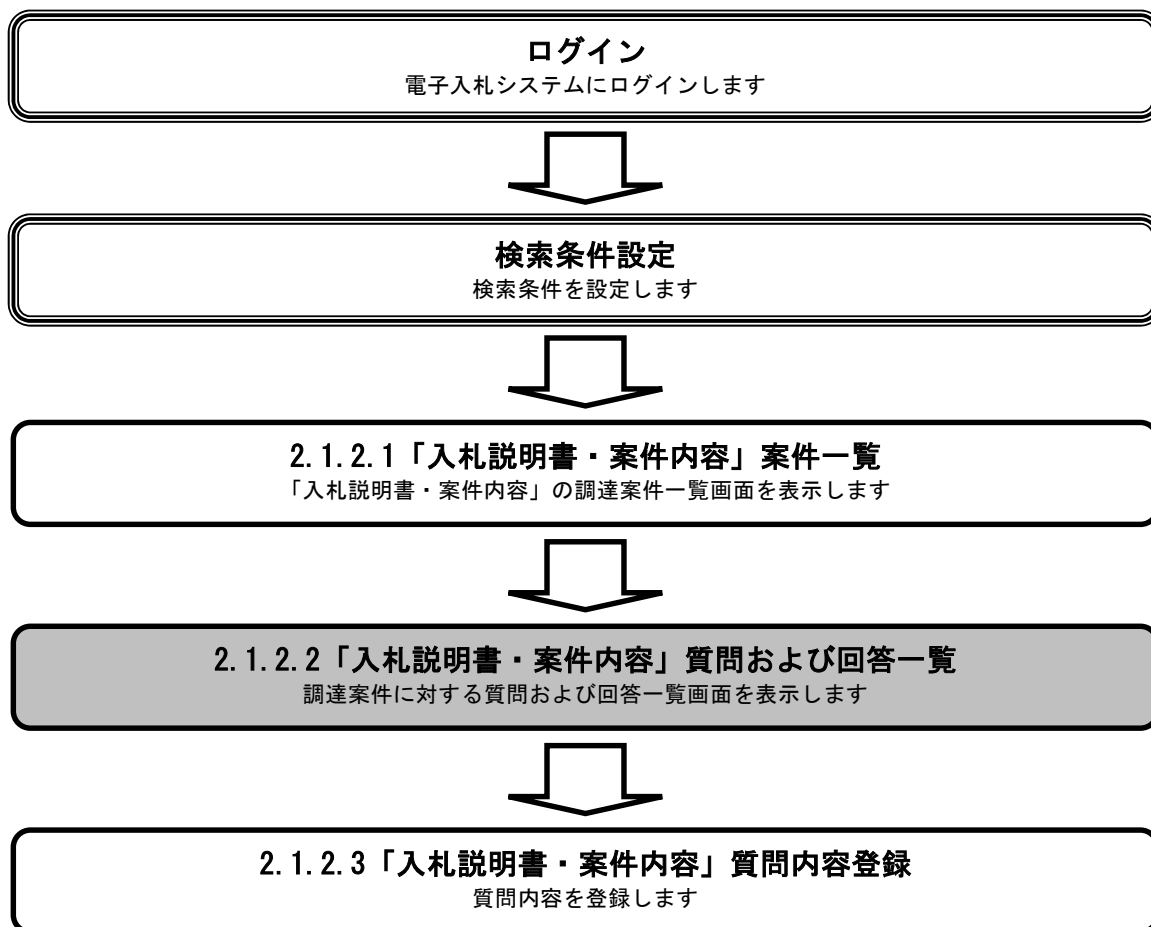 ログイン
電子入札システムにログインします
検索条件設定
検索条件を設定します
2.1.2.1「入札説明書・案件内容」案件一覧
「入札説明書・案件内容」の調達案件一覧画面を表示します
2.1.2.2「入札説明書・案件内容」質問および回答一覧
調達案件に対する質問および回答一覧画面を表示します
2.1.2.3「入札説明書・案件内容」質問内容登録
質問内容を登録します